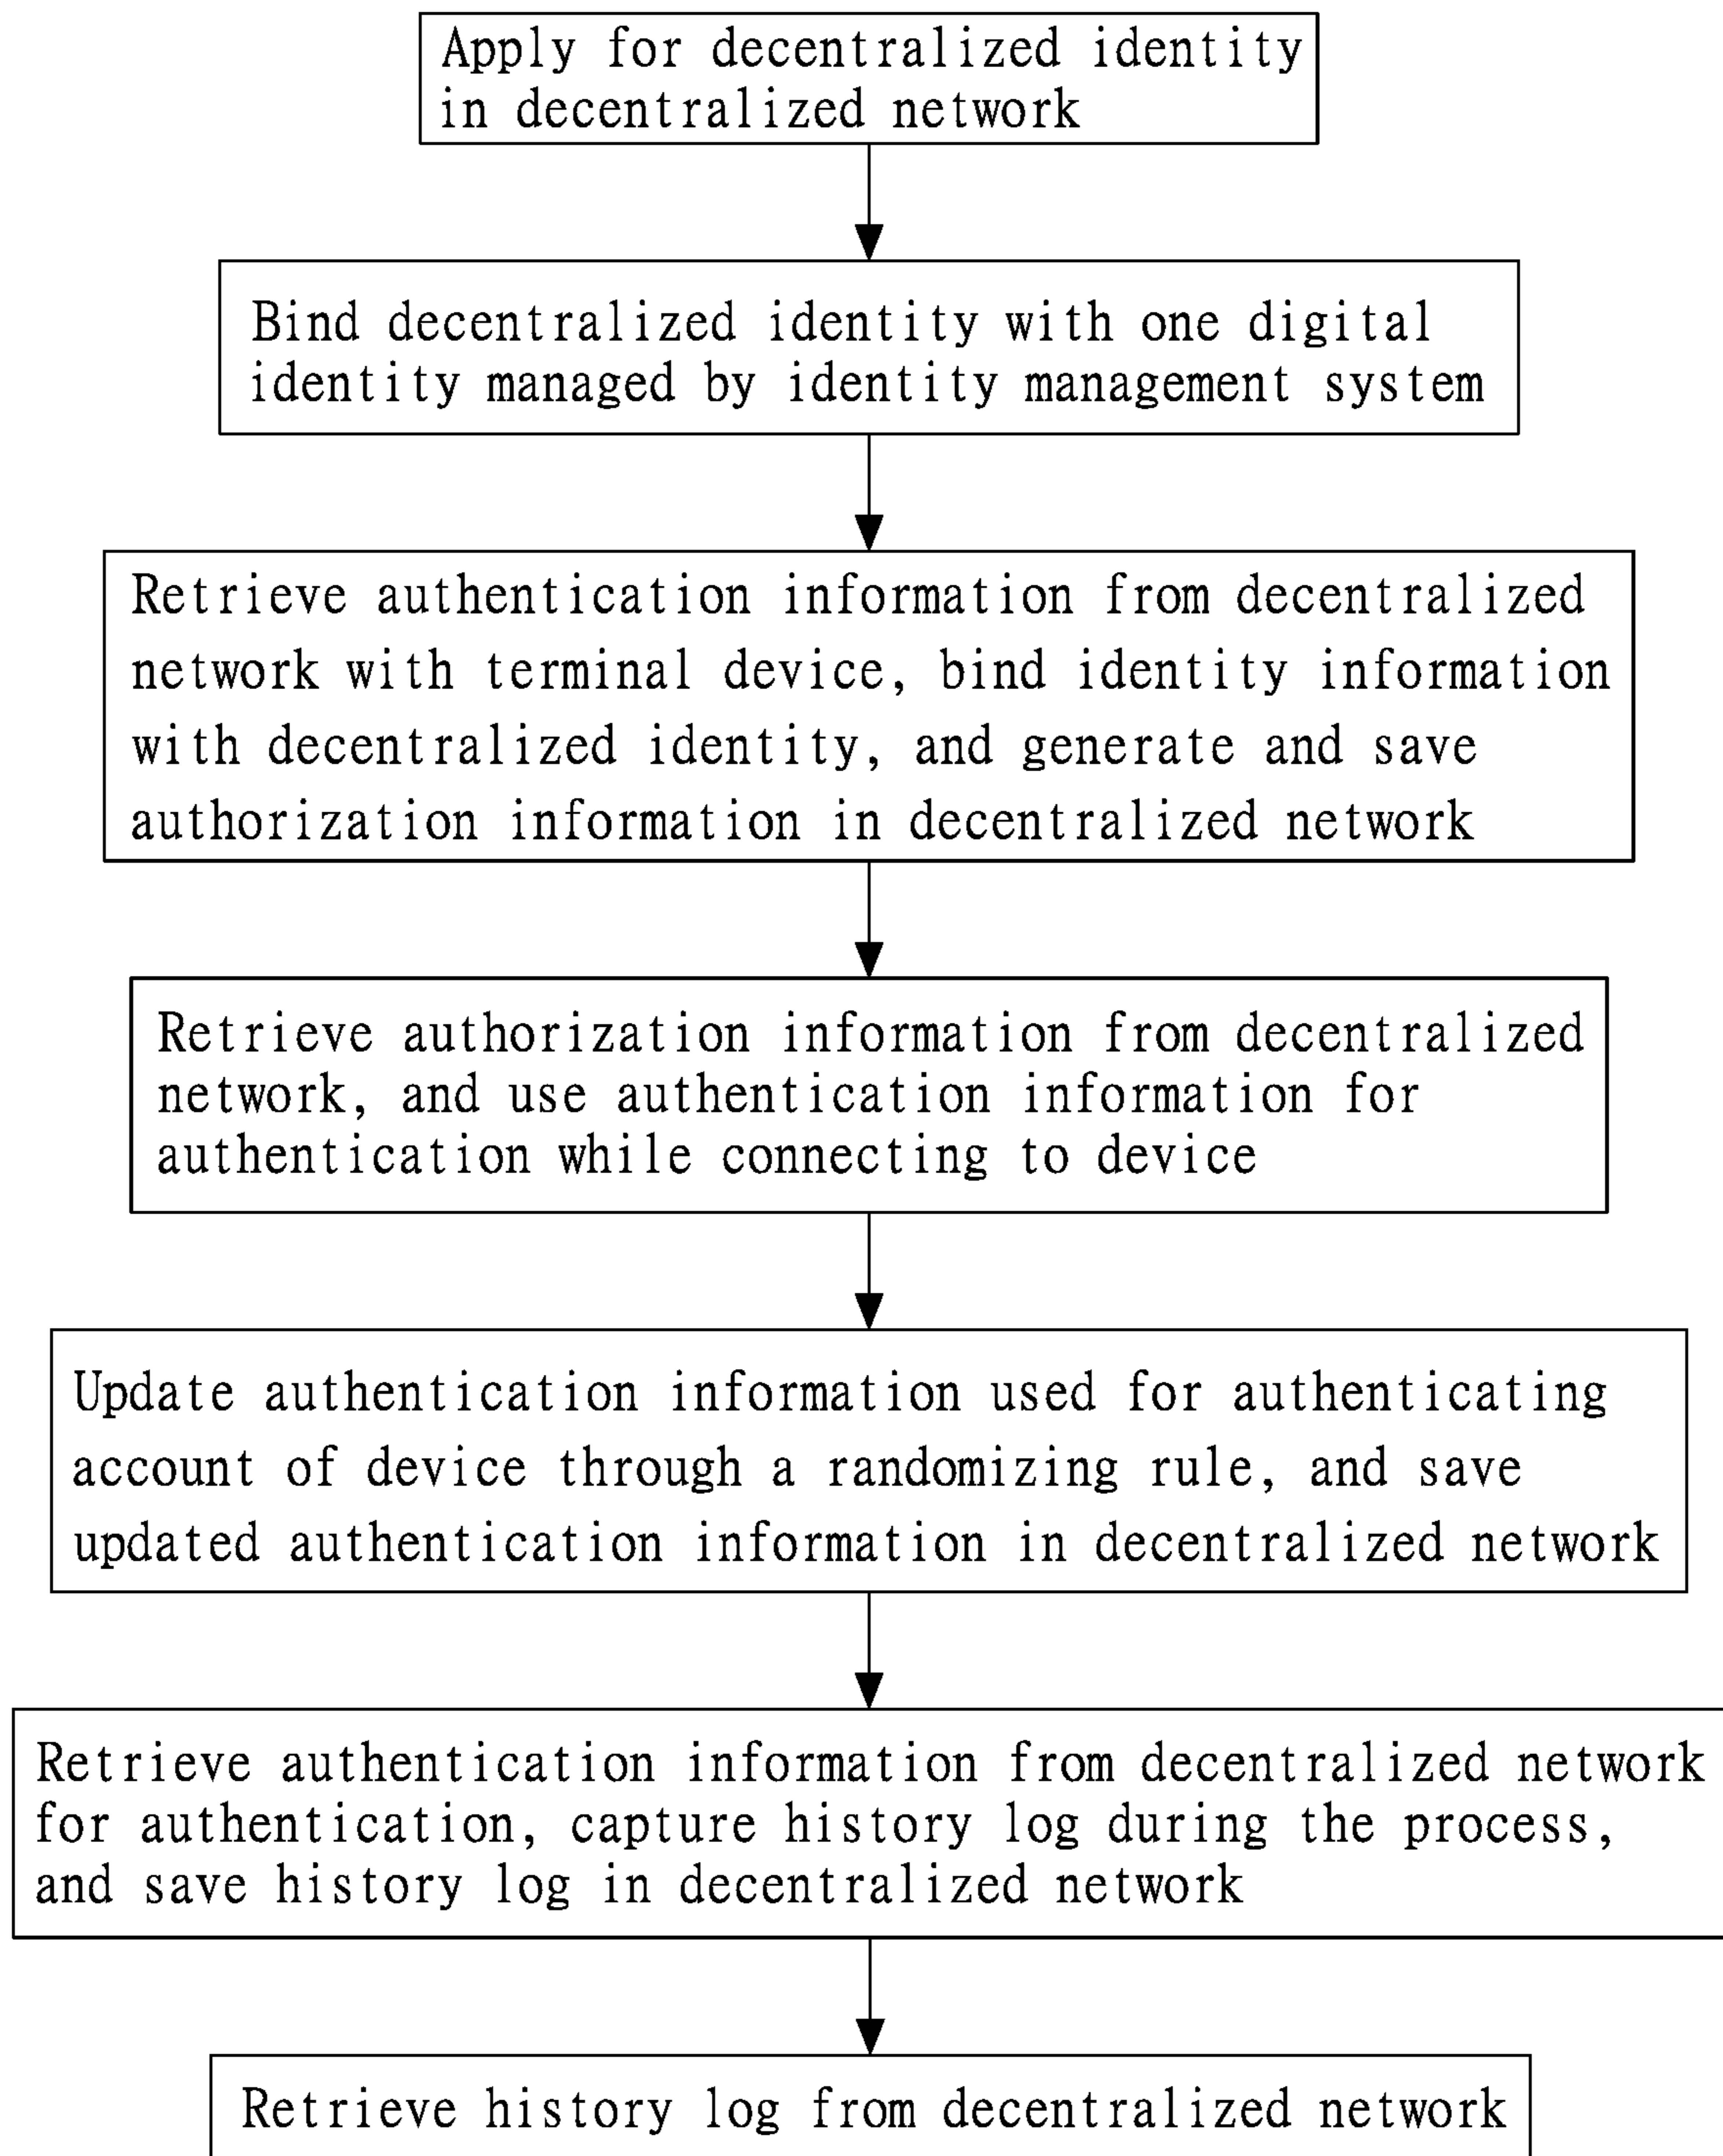 Apply for decentralized identity
in decentralized network
Bind decentralized identity with one digital
identity managed by identity management system
Retrieve authentication information from decentralized
network with terminal device, bind identity information
with decentralized identity, and generate and save
authorization information in decentralized network
Retrieve authorization information from decentralized
network, and use authentication information for
authentication while connecting to device
Update authentication information used for authenticating
account of device through a randomizing rule, and save
updated authentication information in decentralized network
Retrieve authentication information from decentralized network
for authentication, capture history log during the process,
and save history log in decentralized network
Retrieve history log from decentralized network